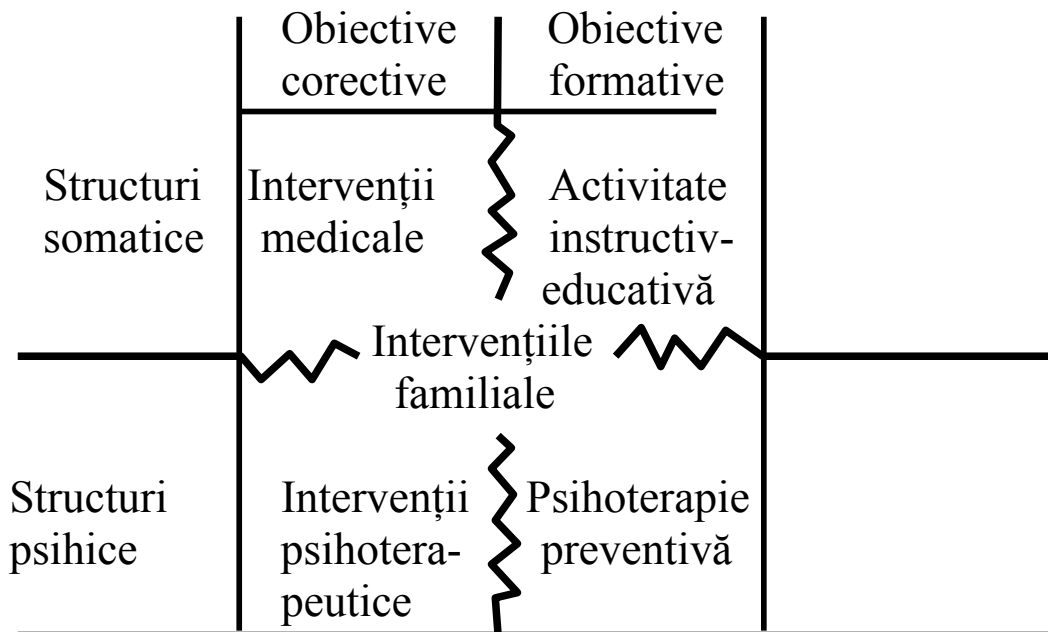 Obiective
corective
Obiective
formative
Structuri
somatice
Intervenții
medicale
Activitate
instructiv-
educativă
Intervențiile
familiale
Structuri
psihice
Intervenții
psihotera-
peutice
Psihoterapie
preventivă